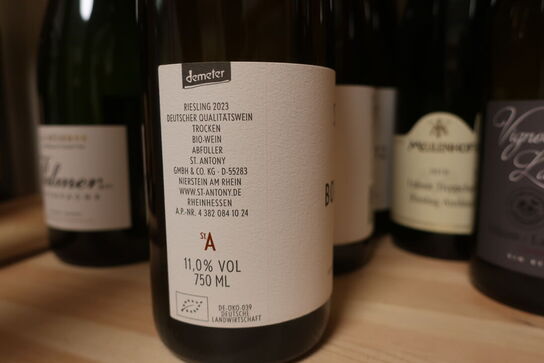 demeter
RIESLING 2023
DEUTSCHER QUALITÄTSWEIN
TROCKEN
BIO-WEIN
ABFÜLLER
ST. ANTONY
GMBH & CO. KG · D-55283
NIERSTEIN AM RHEIN
WWW.ST-ANTONY.DE
RHEINHESSEN
A.P.-NR. 4 382 084 10 24
St A
11,0% VOL
750 ML
DE-ÖKO-039
DEUTSCHE
LANDWIRTSCHAFT
BO
MEULENHOF